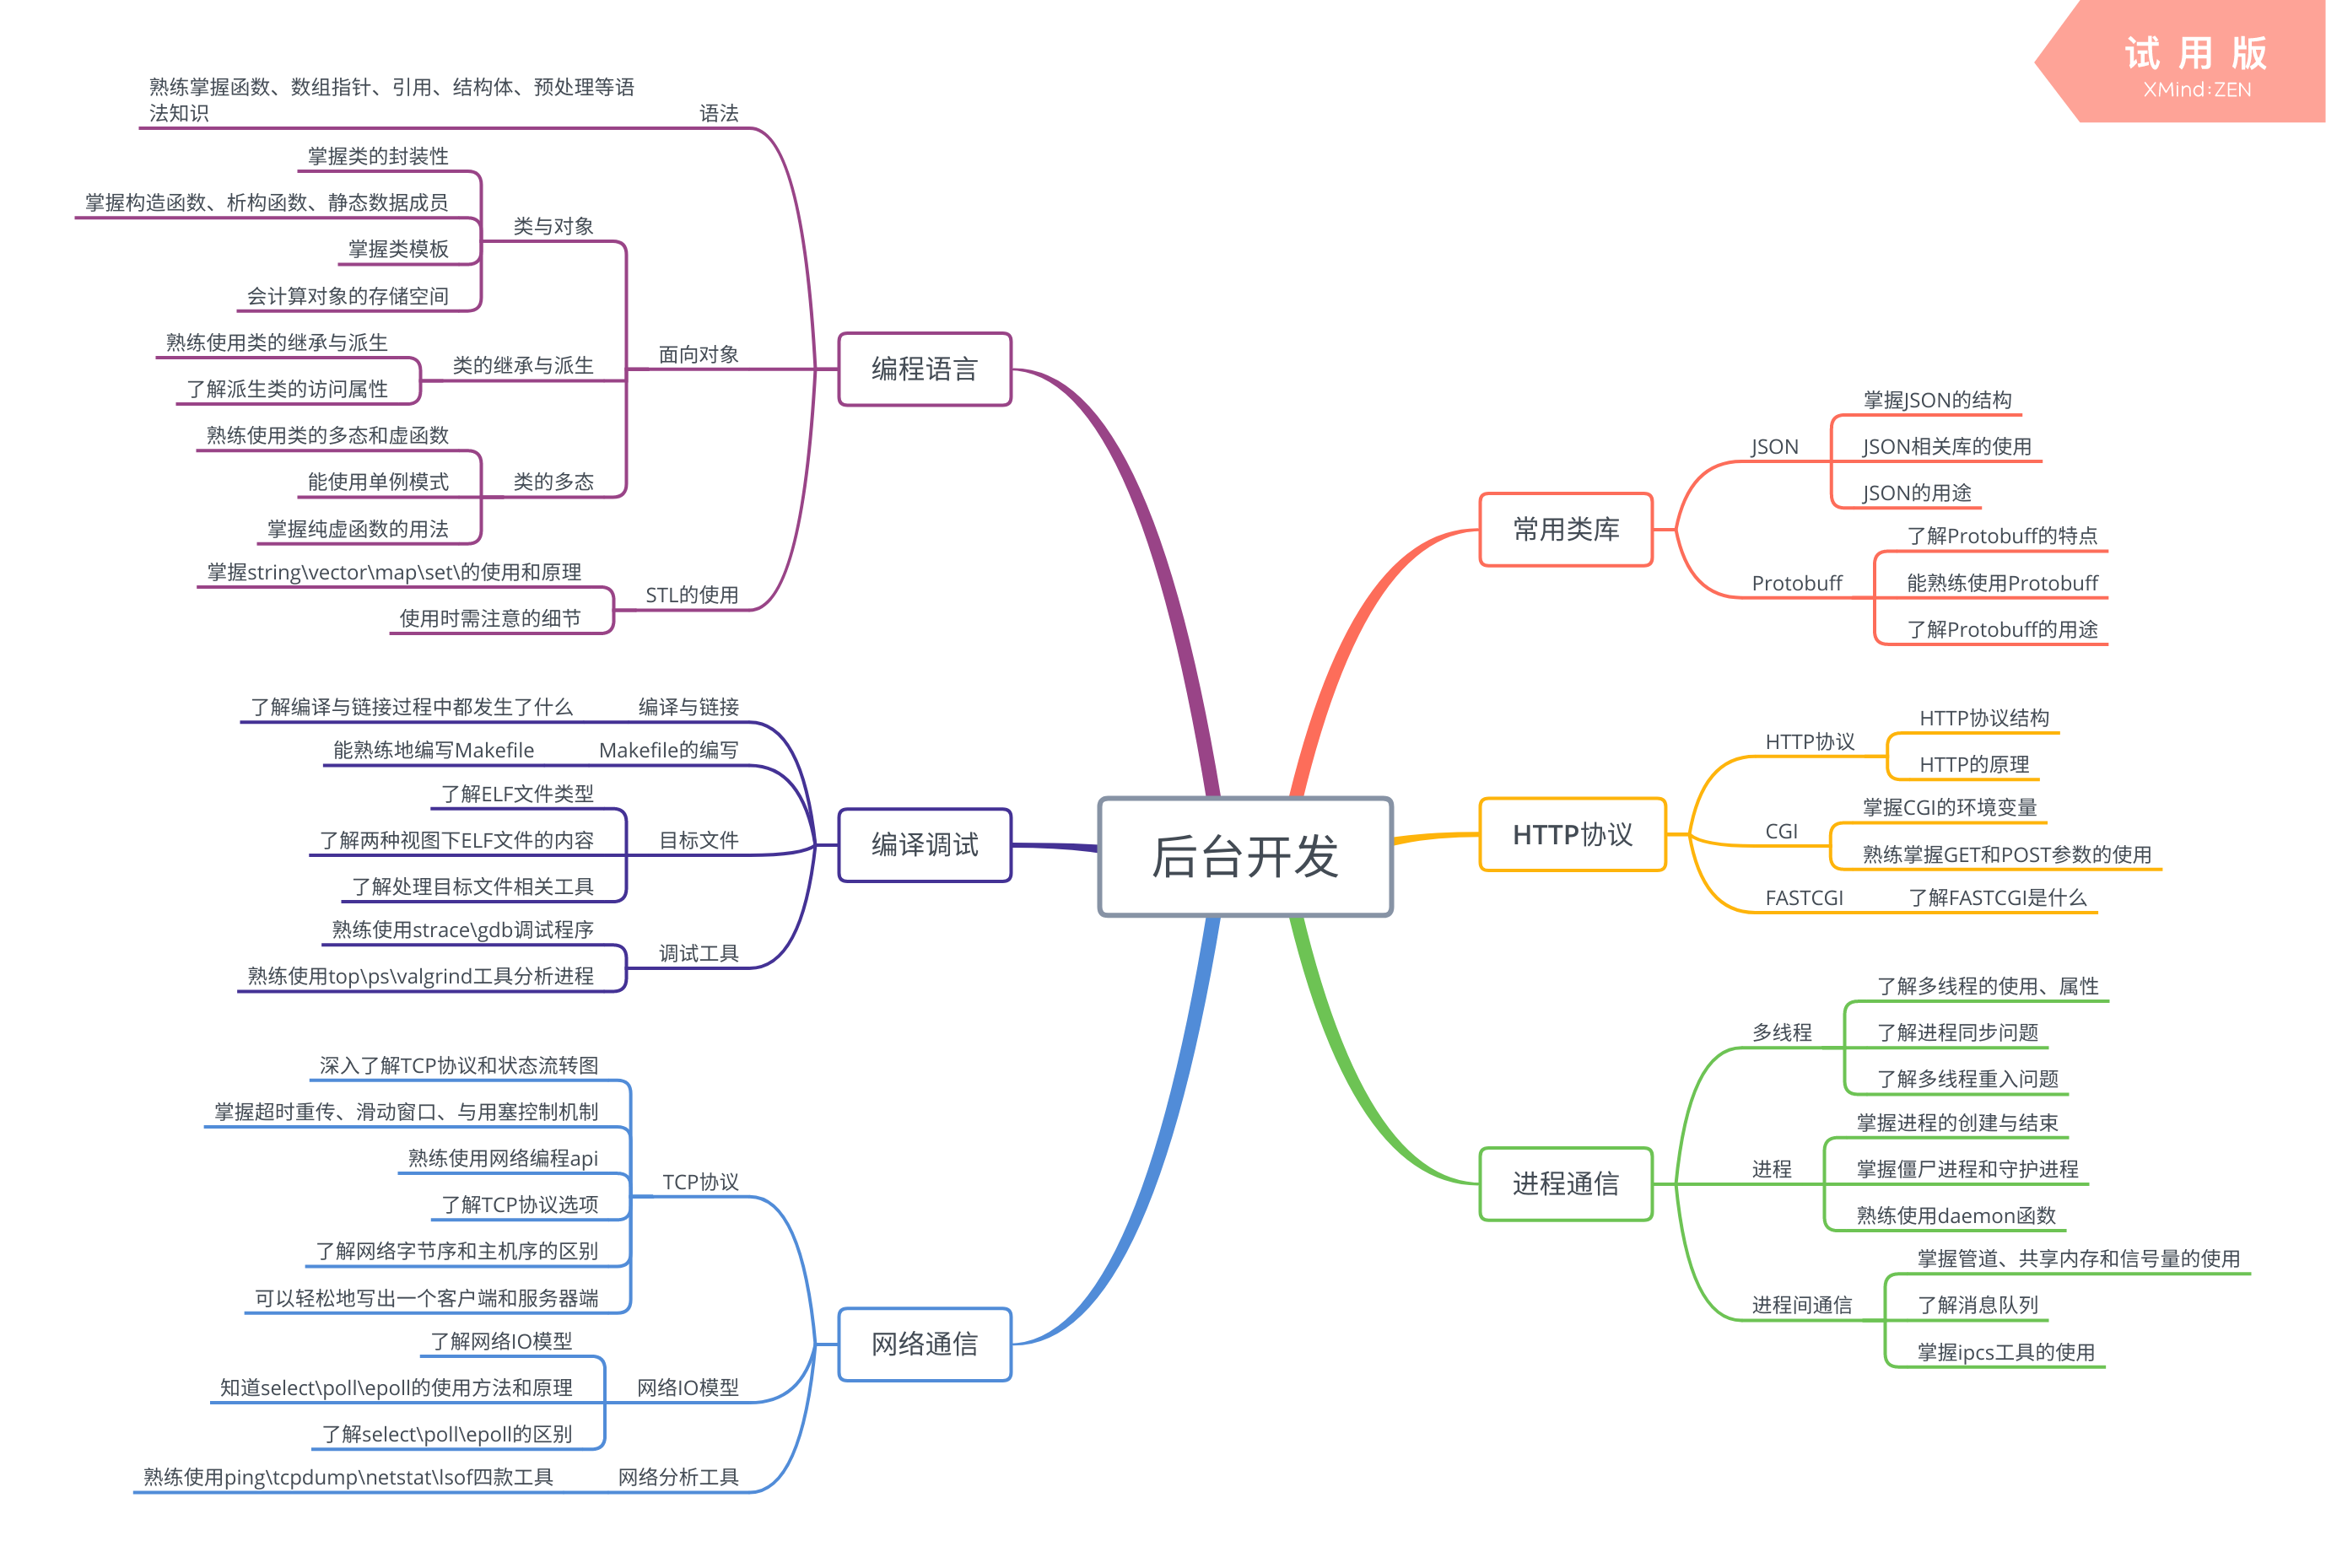 试用版
XMind:ZEN
后台开发
编程语言
语法
熟练掌握函数、数组指针、引用、结构体、预处理等语
法知识
面向对象
类与对象
掌握类的封装性
掌握构造函数、析构函数、静态数据成员
掌握类模板
会计算对象的存储空间
类的继承与派生
熟练使用类的继承与派生
了解派生类的访问属性
类的多态
熟练使用类的多态和虚函数
能使用单例模式
掌握纯虚函数的用法
STL的使用
掌握string\vector\map\set\的使用和原理
使用时需注意的细节
编译调试
编译与链接
了解编译与链接过程中都发生了什么
Makefile的编写
能熟练地编写Makefile
目标文件
了解ELF文件类型
了解两种视图下ELF文件的内容
了解处理目标文件相关工具
调试工具
熟练使用strace\gdb调试程序
熟练使用top\ps\valgrind工具分析进程
网络通信
TCP协议
深入了解TCP协议和状态流转图
掌握超时重传、滑动窗口、与用塞控制机制
熟练使用网络编程api
了解TCP协议选项
了解网络字节序和主机序的区别
可以轻松地写出一个客户端和服务器端
网络IO模型
了解网络IO模型
知道select\poll\epoll的使用方法和原理
了解select\poll\epoll的区别
网络分析工具
熟练使用ping\tcpdump\netstat\lsof四款工具
常用类库
JSON
掌握JSON的结构
JSON相关库的使用
JSON的用途
Protobuff
了解Protobuff的特点
能熟练使用Protobuff
了解Protobuff的用途
HTTP协议
HTTP协议
HTTP协议结构
HTTP的原理
CGI
掌握CGI的环境变量
熟练掌握GET和POST参数的使用
FASTCGI
了解FASTCGI是什么
进程通信
多线程
了解多线程的使用、属性
了解进程同步问题
了解多线程重入问题
进程
掌握进程的创建与结束
掌握僵尸进程和守护进程
熟练使用daemon函数
进程间通信
掌握管道、共享内存和信号量的使用
了解消息队列
掌握ipcs工具的使用